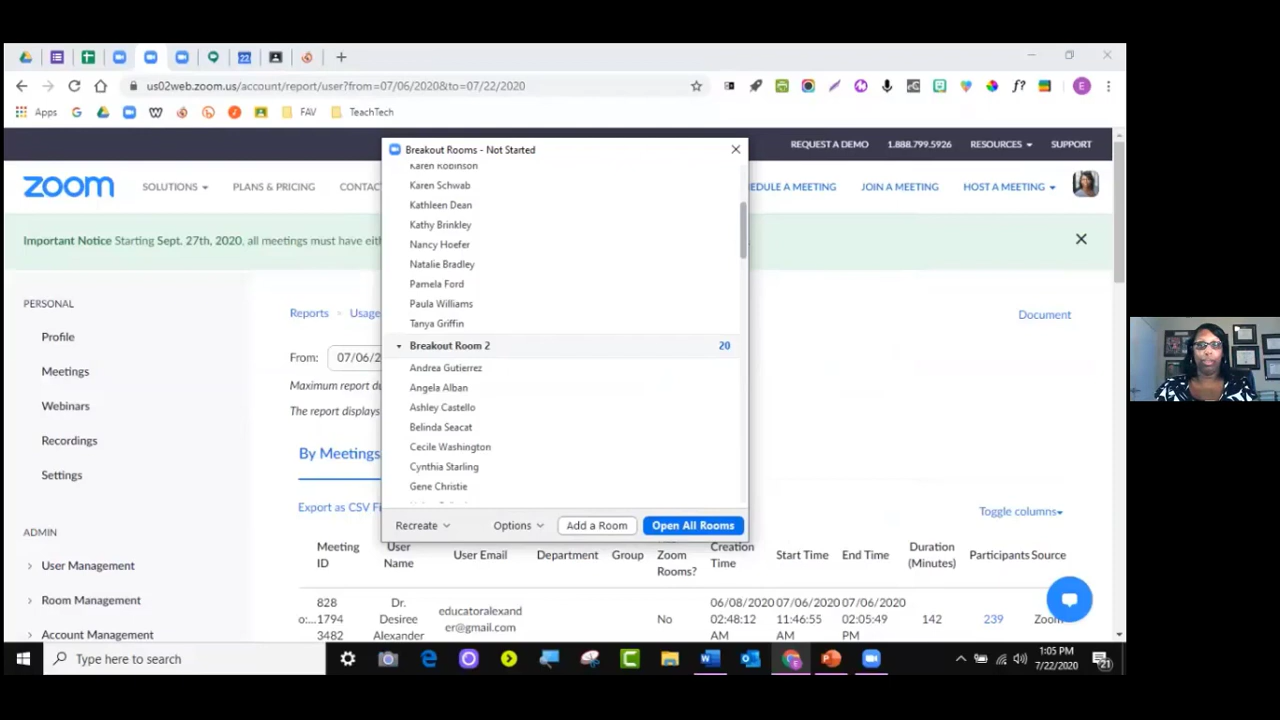 us02web.zoom.us/account/report/user?from=07/06/2020&to=07/22/2020
Apps
FAV
TeachTech
Breakout Rooms - Not Started
REQUEST A DEMO
1.888.799.5926
RESOURCES
SUPPORT
zoom
SOLUTIONS
PLANS & PRICING
CONTAC
EDULE A MEETING
JOIN A MEETING
HOST A MEETING
Important Notice Starting Sept. 27th, 2020, all meetings must have eith
Karen Robinson
Karen Schwab
Kathleen Dean
Kathy Brinkley
Nancy Hoefer
Natalie Bradley
Pamela Ford
Paula Williams
Tanya Griffin
Breakout Room 2 20
Andrea Gutierrez
Angela Alban
Ashley Castello
Belinda Seacat
Cecile Washington
Cynthia Starling
Gene Christie
Recreate
Options
Add a Room
Open All Rooms
PERSONAL
Profile
Meetings
Webinars
Recordings
Settings
ADMIN
User Management
Room Management
Account Management
Reports
Usage
Document
From: 07/06/2
Maximum report du
The report displays
By Meetings
Export as CSV Fi
Toggle columns
Meeting ID
User Name
User Email
Department
Group
Zoom Rooms?
Creation Time
Start Time
End Time
Duration (Minutes)
Participants
Source
828 1794 3482
Dr. Desiree Alexander
educatoralexander@gmail.com
No
06/08/2020 02:48:12 AM
07/06/2020 11:46:55 AM
07/06/2020 02:05:49 PM
142
239
Zoom
Type here to search
1:05 PM
7/22/2020
21